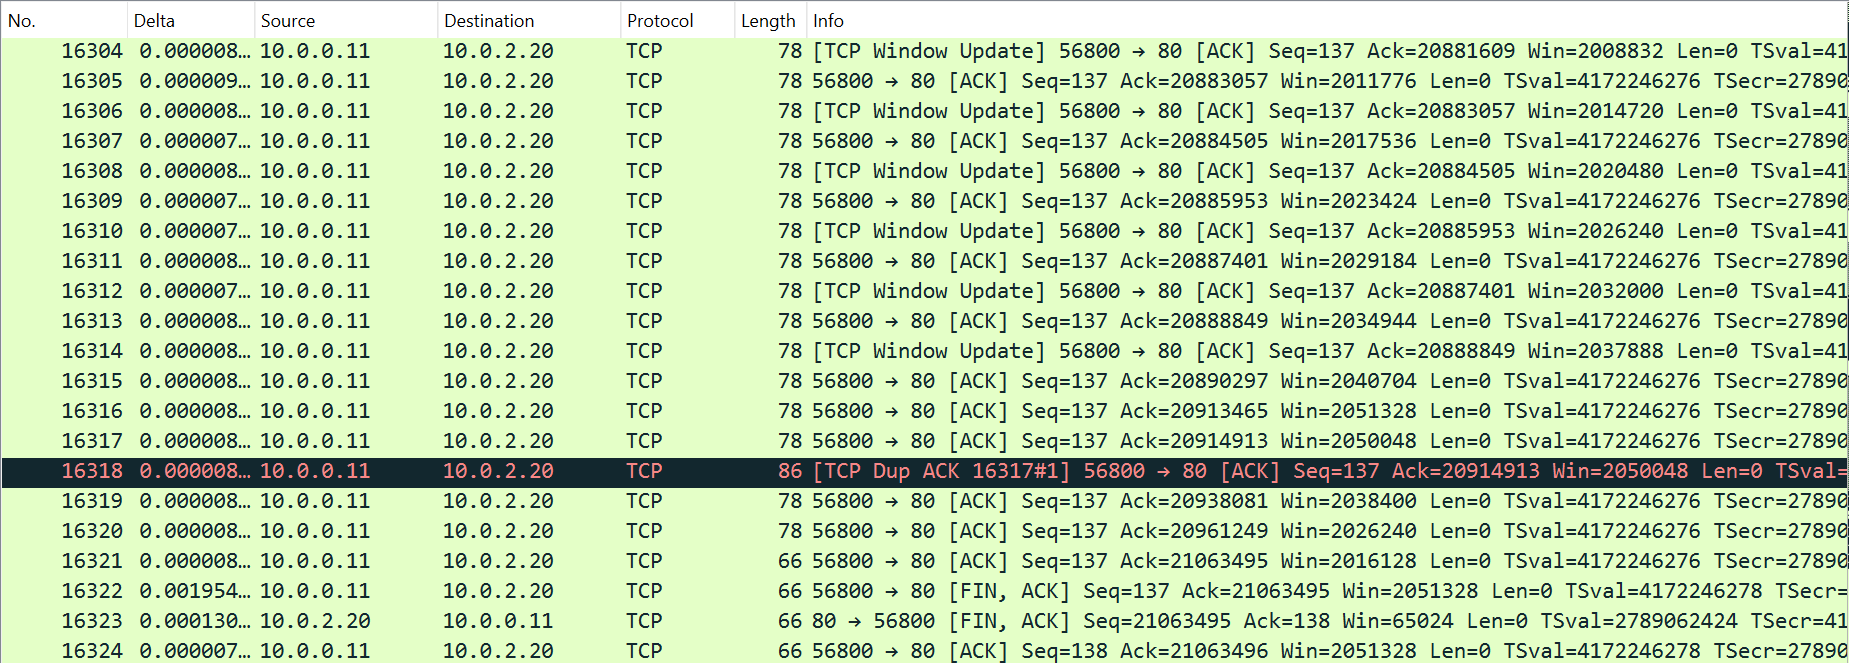 No. Delta Source Destination Protocol Length Info
16304 0.000008… 10.0.0.11 10.0.2.20 TCP 78 [TCP Window Update] 56800 → 80 [ACK] Seq=137 Ack=20881609 Win=2008832 Len=0 TSval=41
16305 0.000009… 10.0.0.11 10.0.2.20 TCP 78 56800 → 80 [ACK] Seq=137 Ack=20883057 Win=2011776 Len=0 TSval=4172246276 TSecr=27890
16306 0.000008… 10.0.0.11 10.0.2.20 TCP 78 [TCP Window Update] 56800 → 80 [ACK] Seq=137 Ack=20883057 Win=2014720 Len=0 TSval=41
16307 0.000007… 10.0.0.11 10.0.2.20 TCP 78 56800 → 80 [ACK] Seq=137 Ack=20884505 Win=2017536 Len=0 TSval=4172246276 TSecr=27890
16308 0.000008… 10.0.0.11 10.0.2.20 TCP 78 [TCP Window Update] 56800 → 80 [ACK] Seq=137 Ack=20884505 Win=2020480 Len=0 TSval=41
16309 0.000007… 10.0.0.11 10.0.2.20 TCP 78 56800 → 80 [ACK] Seq=137 Ack=20885953 Win=2023424 Len=0 TSval=4172246276 TSecr=27890
16310 0.000007… 10.0.0.11 10.0.2.20 TCP 78 [TCP Window Update] 56800 → 80 [ACK] Seq=137 Ack=20885953 Win=2026240 Len=0 TSval=41
16311 0.000008… 10.0.0.11 10.0.2.20 TCP 78 56800 → 80 [ACK] Seq=137 Ack=20887401 Win=2029184 Len=0 TSval=4172246276 TSecr=27890
16312 0.000007… 10.0.0.11 10.0.2.20 TCP 78 [TCP Window Update] 56800 → 80 [ACK] Seq=137 Ack=20887401 Win=2032000 Len=0 TSval=41
16313 0.000008… 10.0.0.11 10.0.2.20 TCP 78 56800 → 80 [ACK] Seq=137 Ack=20888849 Win=2034944 Len=0 TSval=4172246276 TSecr=27890
16314 0.000008… 10.0.0.11 10.0.2.20 TCP 78 [TCP Window Update] 56800 → 80 [ACK] Seq=137 Ack=20888849 Win=2037888 Len=0 TSval=41
16315 0.000008… 10.0.0.11 10.0.2.20 TCP 78 56800 → 80 [ACK] Seq=137 Ack=20890297 Win=2040704 Len=0 TSval=4172246276 TSecr=27890
16316 0.000008… 10.0.0.11 10.0.2.20 TCP 78 56800 → 80 [ACK] Seq=137 Ack=20913465 Win=2051328 Len=0 TSval=4172246276 TSecr=27890
16317 0.000008… 10.0.0.11 10.0.2.20 TCP 78 56800 → 80 [ACK] Seq=137 Ack=20914913 Win=2050048 Len=0 TSval=4172246276 TSecr=27890
16318 0.000008… 10.0.0.11 10.0.2.20 TCP 86 [TCP Dup ACK 16317#1] 56800 → 80 [ACK] Seq=137 Ack=20914913 Win=2050048 Len=0 TSval=
16319 0.000008… 10.0.0.11 10.0.2.20 TCP 78 56800 → 80 [ACK] Seq=137 Ack=20938081 Win=2038400 Len=0 TSval=4172246276 TSecr=27890
16320 0.000008… 10.0.0.11 10.0.2.20 TCP 78 56800 → 80 [ACK] Seq=137 Ack=20961249 Win=2026240 Len=0 TSval=4172246276 TSecr=27890
16321 0.000008… 10.0.0.11 10.0.2.20 TCP 66 56800 → 80 [ACK] Seq=137 Ack=21063495 Win=2016128 Len=0 TSval=4172246276 TSecr=27890
16322 0.001954… 10.0.0.11 10.0.2.20 TCP 66 56800 → 80 [FIN, ACK] Seq=137 Ack=21063495 Win=2051328 Len=0 TSval=4172246278 TSecr=
16323 0.000130… 10.0.2.20 10.0.0.11 TCP 66 80 → 56800 [FIN, ACK] Seq=21063495 Ack=138 Win=65024 Len=0 TSval=2789062424 TSecr=41
16324 0.000007… 10.0.0.11 10.0.2.20 TCP 66 56800 → 80 [ACK] Seq=138 Ack=21063496 Win=2051328 Len=0 TSval=4172246278 TSecr=27890